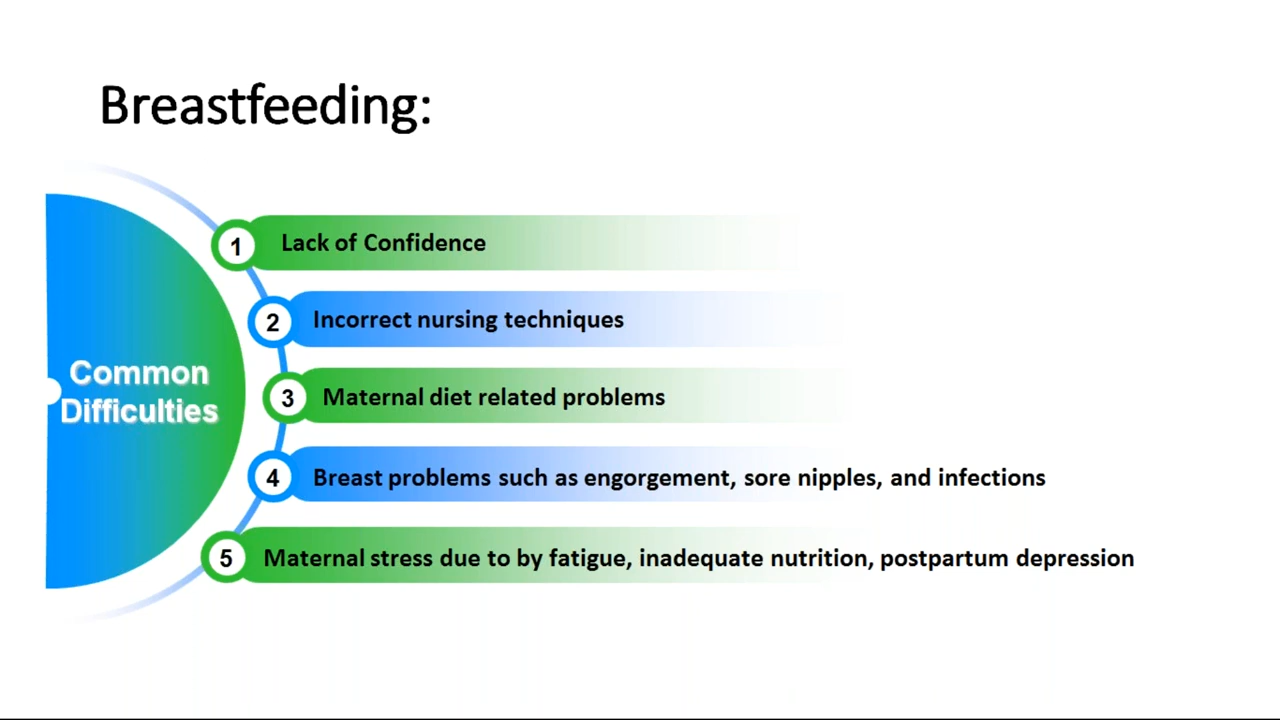 Breastfeeding:
Common
Difficulties
1 Lack of Confidence
2 Incorrect nursing techniques
3 Maternal diet related problems
4 Breast problems such as engorgement, sore nipples, and infections
5 Maternal stress due to by fatigue, inadequate nutrition, postpartum depression